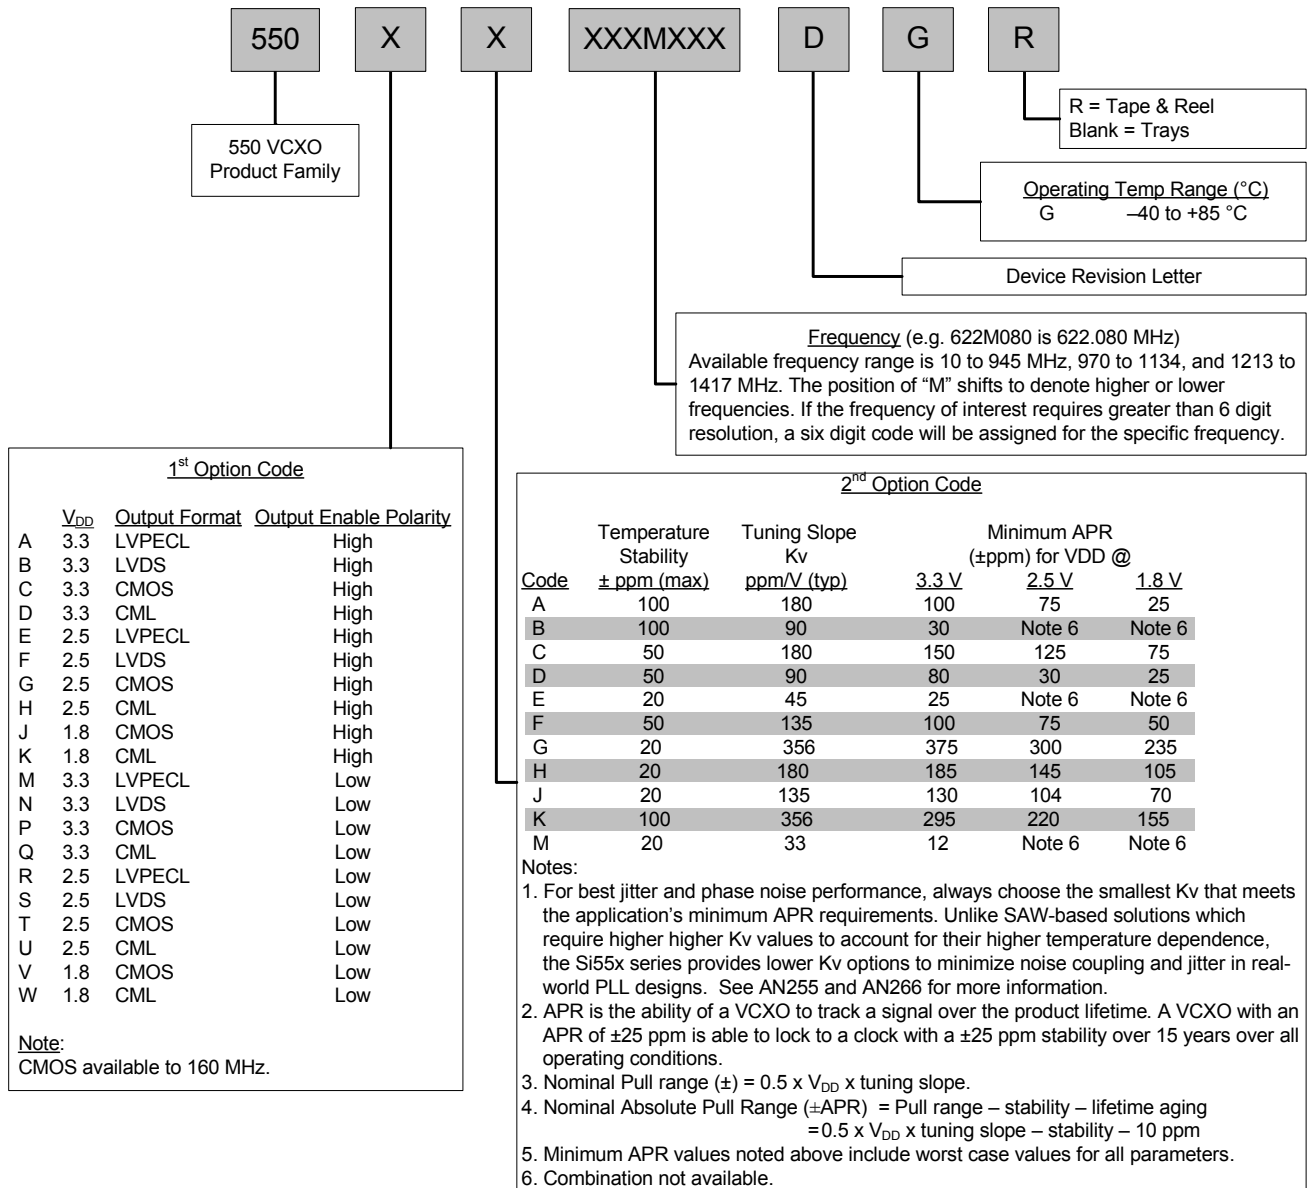 550 X X XXXMXXX D G R
R = Tape & Reel
Blank = Trays
550 VCXO
Product Family
Operating Temp Range (°C)
G –40 to +85 °C
Device Revision Letter
Frequency (e.g. 622M080 is 622.080 MHz)
Available frequency range is 10 to 945 MHz, 970 to 1134, and 1213 to
1417 MHz. The position of “M” shifts to denote higher or lower
frequencies. If the frequency of interest requires greater than 6 digit
resolution, a six digit code will be assigned for the specific frequency.
1st Option Code
VDD Output Format Output Enable Polarity
A 3.3 LVPECL High
B 3.3 LVDS High
C 3.3 CMOS High
D 3.3 CML High
E 2.5 LVPECL High
F 2.5 LVDS High
G 2.5 CMOS High
H 2.5 CML High
J 1.8 CMOS High
K 1.8 CML High
M 3.3 LVPECL Low
N 3.3 LVDS Low
P 3.3 CMOS Low
Q 3.3 CML Low
R 2.5 LVPECL Low
S 2.5 LVDS Low
T 2.5 CMOS Low
U 2.5 CML Low
V 1.8 CMOS Low
W 1.8 CML Low
Note:
CMOS available to 160 MHz.
2nd Option Code
Temperature Tuning Slope Minimum APR
Stability Kv (±ppm) for VDD @
Code ± ppm (max) ppm/V (typ) 3.3 V 2.5 V 1.8 V
A 100 180 100 75 25
B 100 90 30 Note 6 Note 6
C 50 180 150 125 75
D 50 90 80 30 25
E 20 45 25 Note 6 Note 6
F 50 135 100 75 50
G 20 356 375 300 235
H 20 180 185 145 105
J 20 135 130 104 70
K 100 356 295 220 155
M 20 33 12 Note 6 Note 6
Notes:
1. For best jitter and phase noise performance, always choose the smallest Kv that meets
the application’s minimum APR requirements. Unlike SAW-based solutions which
require higher higher Kv values to account for their higher temperature dependence,
the Si55x series provides lower Kv options to minimize noise coupling and jitter in real-
world PLL designs. See AN255 and AN266 for more information.
2. APR is the ability of a VCXO to track a signal over the product lifetime. A VCXO with an
APR of ±25 ppm is able to lock to a clock with a ±25 ppm stability over 15 years over all
operating conditions.
3. Nominal Pull range (±) = 0.5 x VDD x tuning slope.
4. Nominal Absolute Pull Range (±APR) = Pull range – stability – lifetime aging
= 0.5 x VDD x tuning slope – stability – 10 ppm
5. Minimum APR values noted above include worst case values for all parameters.
6. Combination not available.